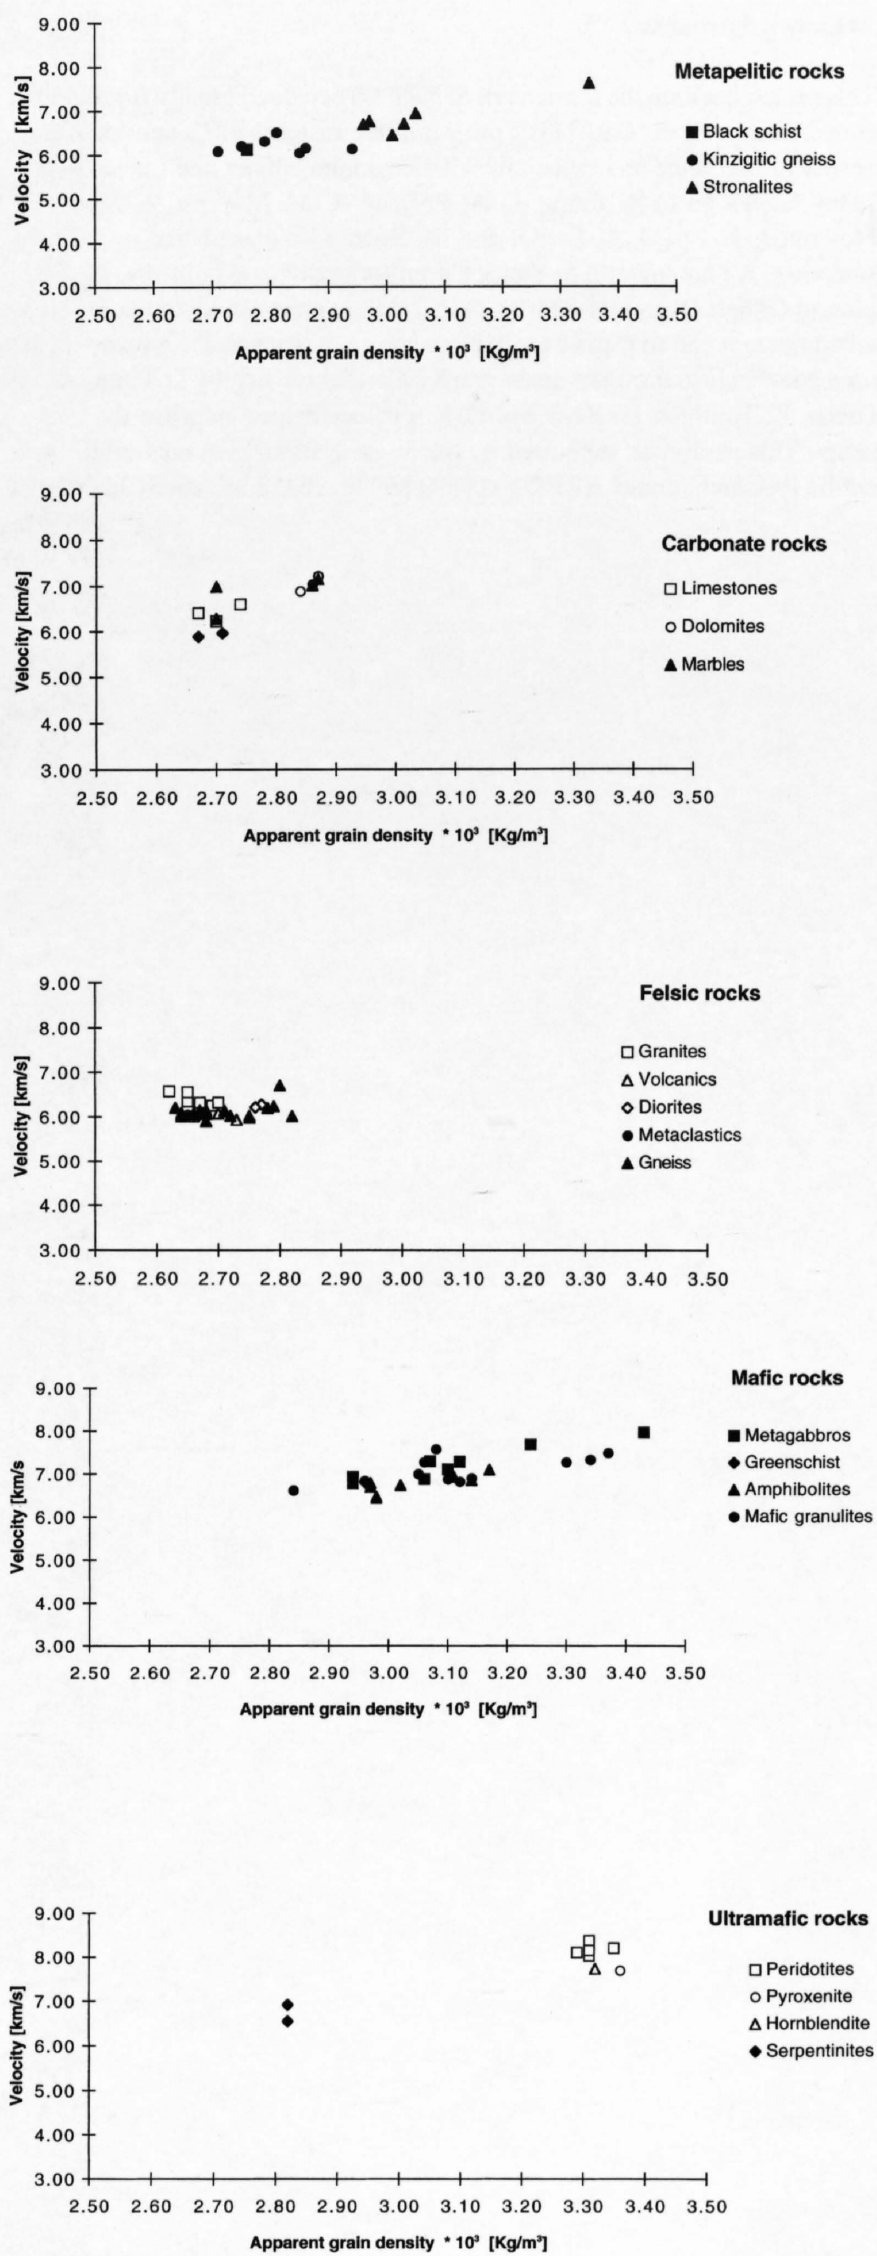 Metapelitic rocks
■ Black schist
● Kinzigitic gneiss
▲ Stronalites
Velocity [km/s]
9.00
8.00
7.00
6.00
5.00
4.00
3.00
2.50 2.60 2.70 2.80 2.90 3.00 3.10 3.20 3.30 3.40 3.50
Apparent grain density * 10³ [Kg/m³]
Carbonate rocks
□ Limestones
○ Dolomites
▲ Marbles
Velocity [km/s]
9.00
8.00
7.00
6.00
5.00
4.00
3.00
2.50 2.60 2.70 2.80 2.90 3.00 3.10 3.20 3.30 3.40 3.50
Apparent grain density * 10³ [Kg/m³]
Felsic rocks
□ Granites
△ Volcanics
◇ Diorites
● Metaclastics
▲ Gneiss
Velocity [km/s]
9.00
8.00
7.00
6.00
5.00
4.00
3.00
2.50 2.60 2.70 2.80 2.90 3.00 3.10 3.20 3.30 3.40 3.50
Mafic rocks
■ Metagabbros
◆ Greenschist
▲ Amphibolites
● Mafic granulites
Velocity [km/s
9.00
8.00
7.00
6.00
5.00
4.00
3.00
2.50 2.60 2.70 2.80 2.90 3.00 3.10 3.20 3.30 3.40 3.50
Apparent grain density * 10³ [Kg/m³]
Ultramafic rocks
□ Peridotites
○ Pyroxenite
△ Hornblendite
◆ Serpentinites
Velocity [km/s]
9.00
8.00
7.00
6.00
5.00
4.00
3.00
2.50 2.60 2.70 2.80 2.90 3.00 3.10 3.20 3.30 3.40 3.50
Apparent grain density * 10³ [Kg/m³]